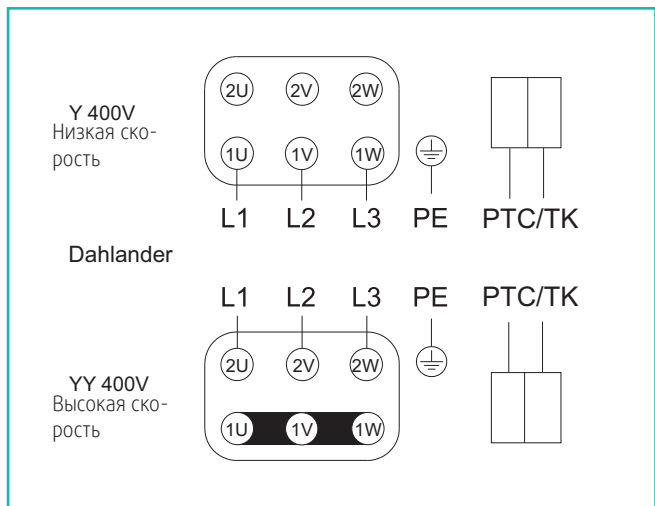 2U 2V 2W
Y 400V
Низкая ско-
рость
1U 1V 1W
L1 L2 L3 PE PTC/TK
Dahlander
L1 L2 L3 PE PTC/TK
2U 2V 2W
YY 400V
Высокая ско-
рость
1U 1V 1W